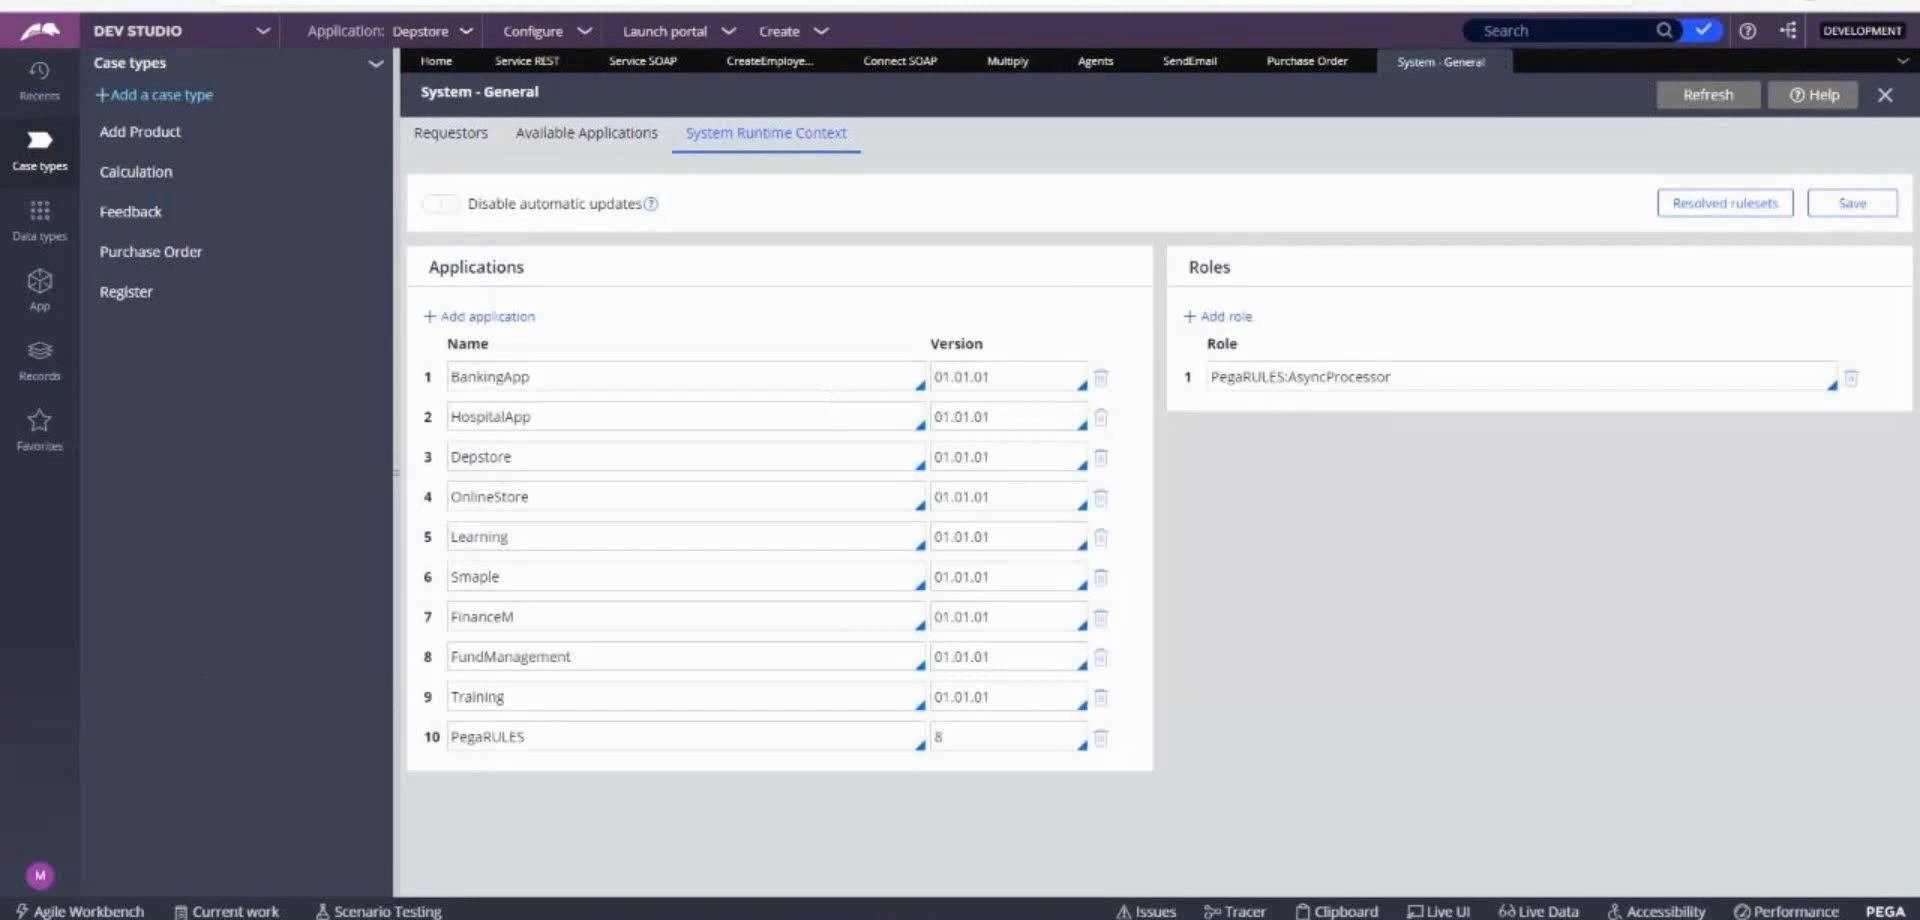 DEV STUDIO
Application: Depstore
Configure
Launch portal
Create
Search
DEVELOPMENT
Recents
Case types
Data types
App
Records
Favorites
M
Case types
+Add a case type
Add Product
Calculation
Feedback
Purchase Order
Register
Home
Service REST
Service SOAP
CreateEmploye...
Connect SOAP
Multiply
Agents
SendEmail
Purchase Order
System - General
System - General
Refresh
? Help
Requestors
Available Applications
System Runtime Context
Disable automatic updates ?
Resolved rulesets
Save
Applications
+ Add application
Name Version
1 BankingApp 01.01.01
2 HospitalApp 01.01.01
3 Depstore 01.01.01
4 OnlineStore 01.01.01
5 Learning 01.01.01
6 Smaple 01.01.01
7 FinanceM 01.01.01
8 FundManagement 01.01.01
9 Training 01.01.01
10 PegaRULES 8
Roles
+ Add role
Role
1 PegaRULES:AsyncProcessor
Agile Workbench
Current work
Scenario Testing
Issues
Tracer
Clipboard
Live UI
Live Data
Accessibility
Performance
PEGA